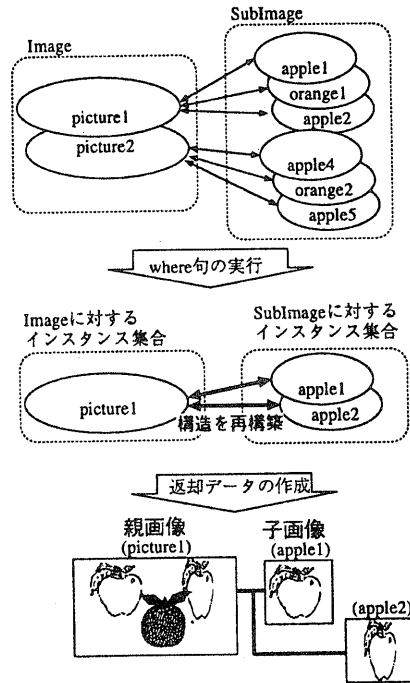 SubImage
Image
apple1
orange1
apple2
picture1
picture2
apple4
orange2
apple5
where句の実行
Imageに対する
インスタンス集合
SubImageに対する
インスタンス集合
picture1
apple1
apple2
構造を再構築
返却データの作成
親画像
(picture1)
子画像
(apple1)
(apple2)